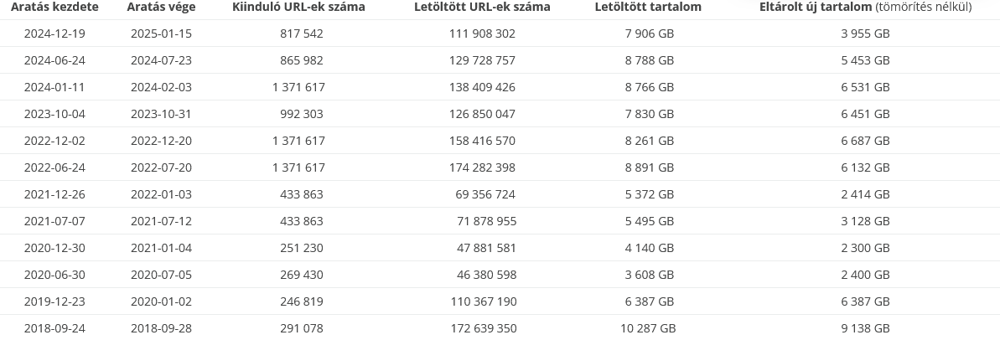 Aratás kezdete Aratás vége Kiinduló URL-ek száma Letöltött URL-ek száma Letöltött tartalom Eltárolt új tartalom (tömörítés nélkül)
2024-12-19 2025-01-15 817 542 111 908 302 7 906 GB 3 955 GB
2024-06-24 2024-07-23 865 982 129 728 757 8 788 GB 5 453 GB
2024-01-11 2024-02-03 1 371 617 138 409 426 8 766 GB 6 531 GB
2023-10-04 2023-10-31 992 303 126 850 047 7 830 GB 6 451 GB
2022-12-02 2022-12-20 1 371 617 158 416 570 8 261 GB 6 687 GB
2022-06-24 2022-07-20 1 371 617 174 282 398 8 891 GB 6 132 GB
2021-12-26 2022-01-03 433 863 69 356 724 5 372 GB 2 414 GB
2021-07-07 2021-07-12 433 863 71 878 955 5 495 GB 3 128 GB
2020-12-30 2021-01-04 251 230 47 881 581 4 140 GB 2 300 GB
2020-06-30 2020-07-05 269 430 46 380 598 3 608 GB 2 400 GB
2019-12-23 2020-01-02 246 819 110 367 190 6 387 GB 6 387 GB
2018-09-24 2018-09-28 291 078 172 639 350 10 287 GB 9 138 GB